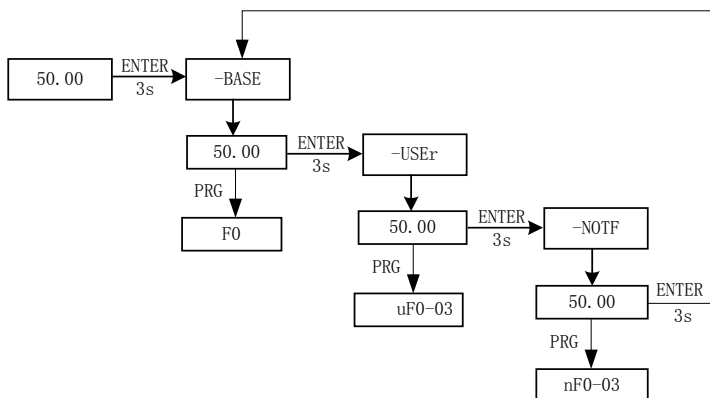 ENTER
50.00
-BASE
3s
50.00
ENTER
-USEr
3s
PRG
F0
50.00
ENTER
-NOTF
3s
PRG
uF0-03
50.00
ENTER
3s
PRG
nF0-03